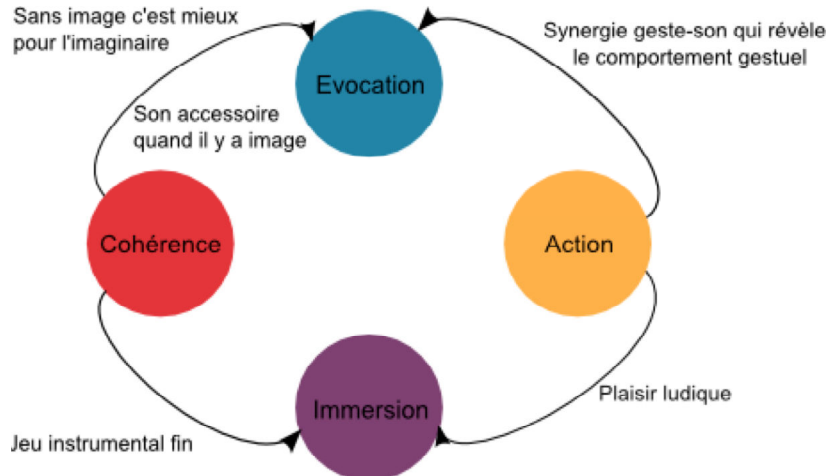 Sans image c'est mieux
pour l'imaginaire
Synergie geste-son qui révèle
le comportement gestuel
Evocation
Son accessoire
quand il y a image
Cohérence
Action
Immersion
Plaisir ludique
Jeu instrumental fin